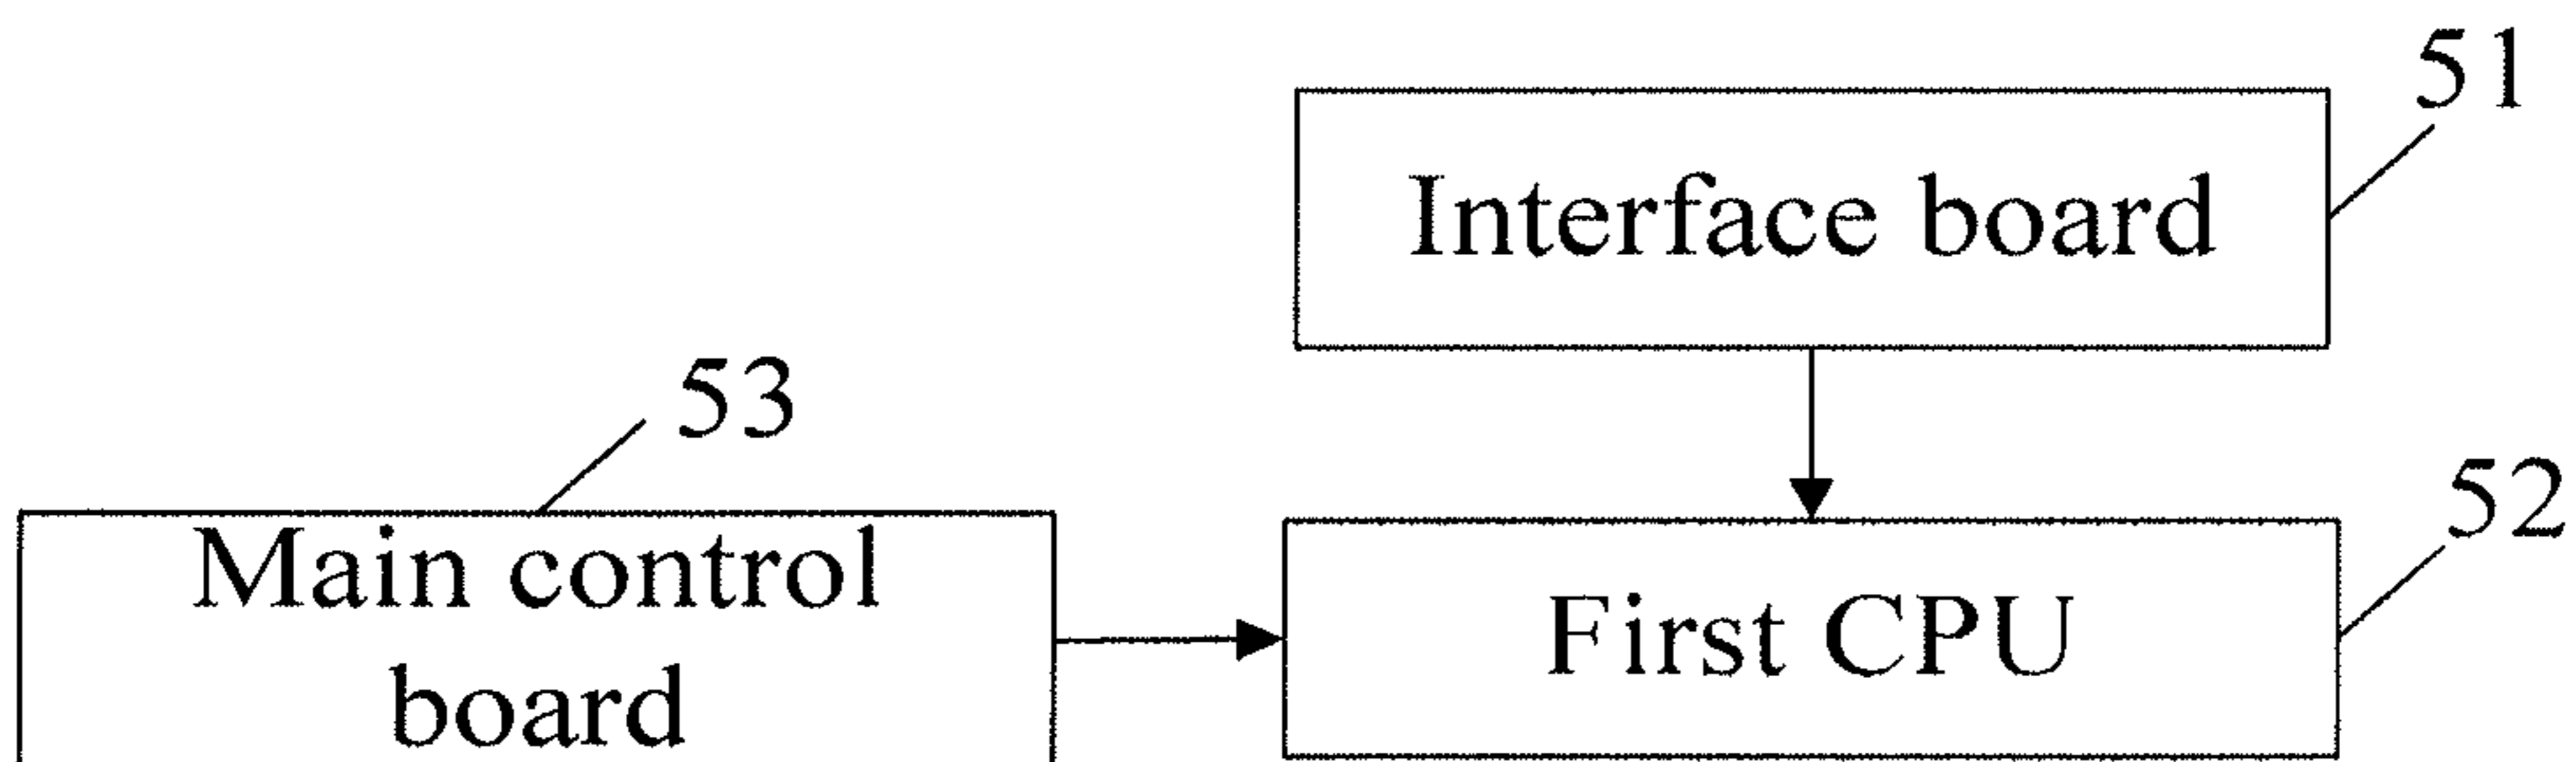 51
Interface board
53
52
Main control
board
First CPU